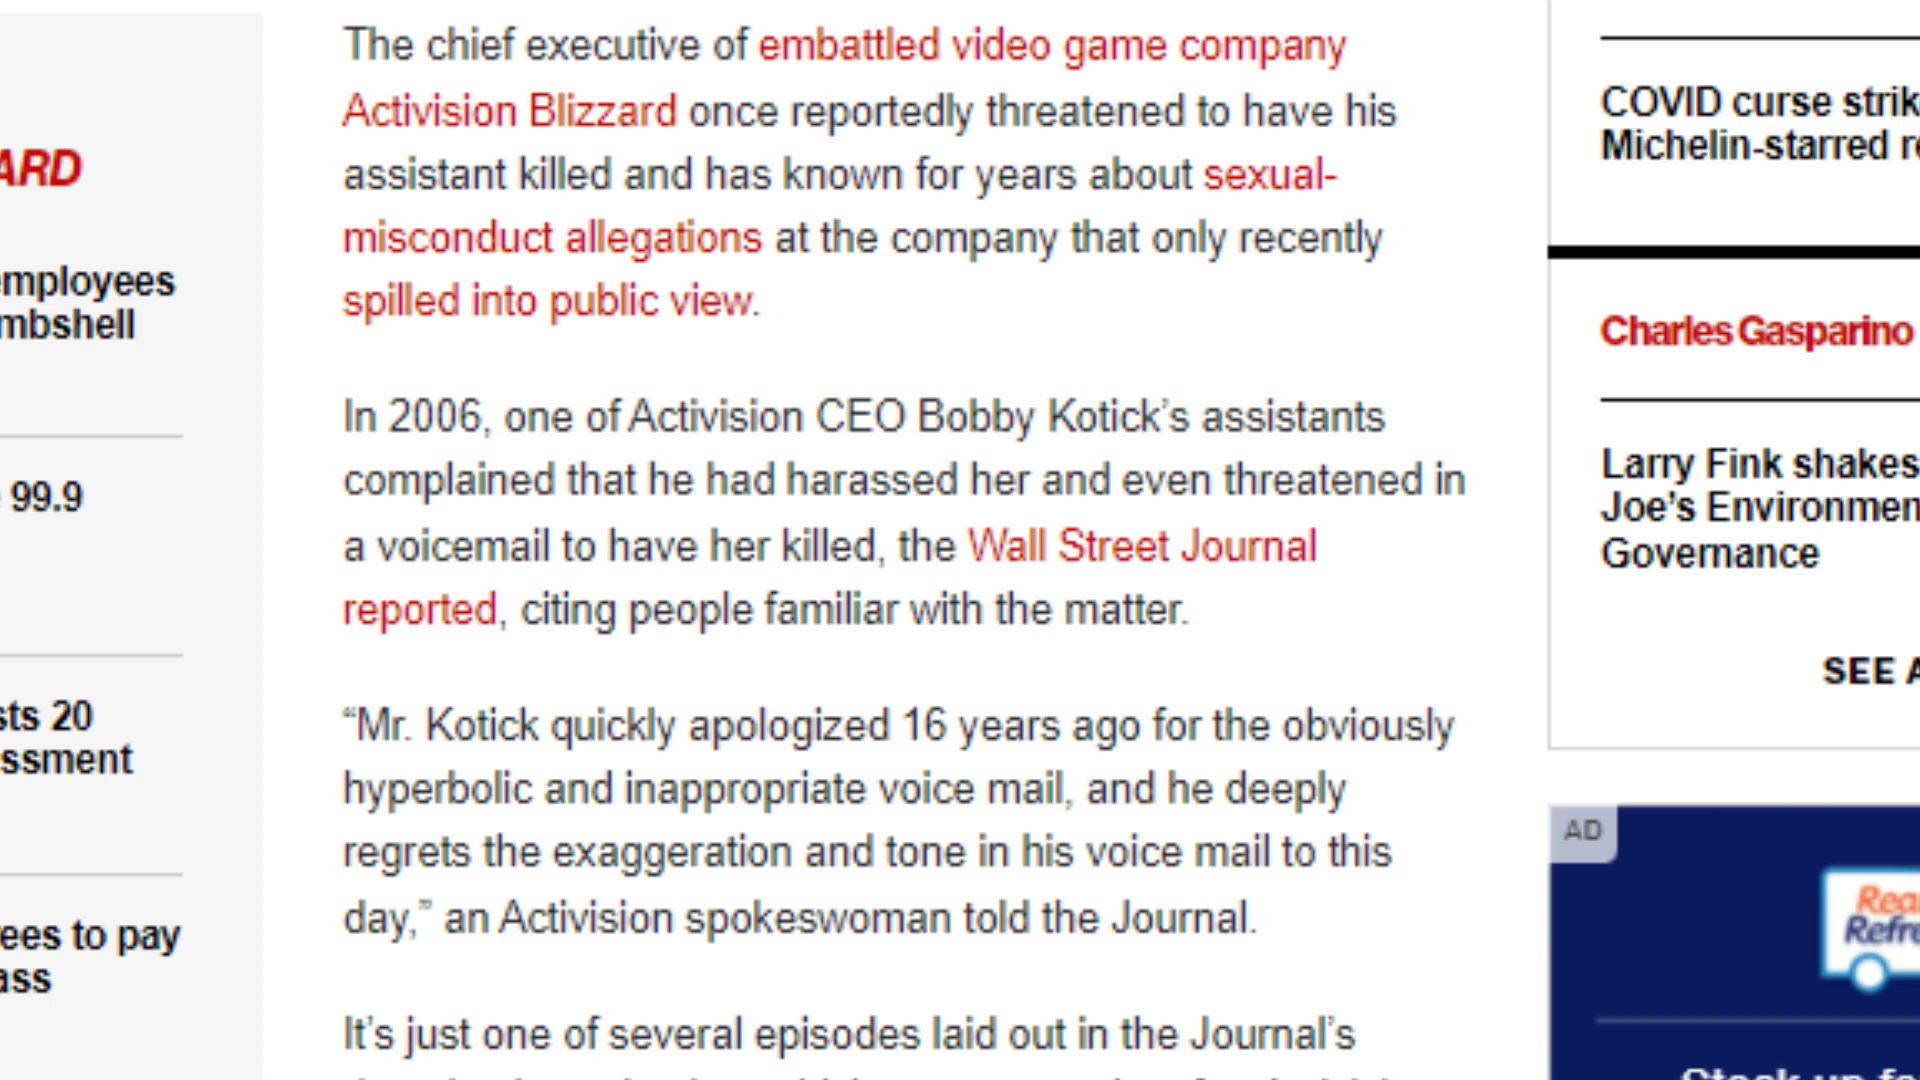 ARD
employees
mbshell
99.9
sts 20
ssment
ees to pay
ass
The chief executive of embattled video game company
Activision Blizzard once reportedly threatened to have his
assistant killed and has known for years about sexual-
misconduct allegations at the company that only recently
spilled into public view.
In 2006, one of Activision CEO Bobby Kotick’s assistants
complained that he had harassed her and even threatened in
a voicemail to have her killed, the Wall Street Journal
reported, citing people familiar with the matter.
“Mr. Kotick quickly apologized 16 years ago for the obviously
hyperbolic and inappropriate voice mail, and he deeply
regrets the exaggeration and tone in his voice mail to this
day,” an Activision spokeswoman told the Journal.
It’s just one of several episodes laid out in the Journal’s
COVID curse strik
Michelin-starred re
Charles Gasparino
Larry Fink shakes
Joe’s Environmen
Governance
SEE A
AD
Rea
Refre
Stock up fo